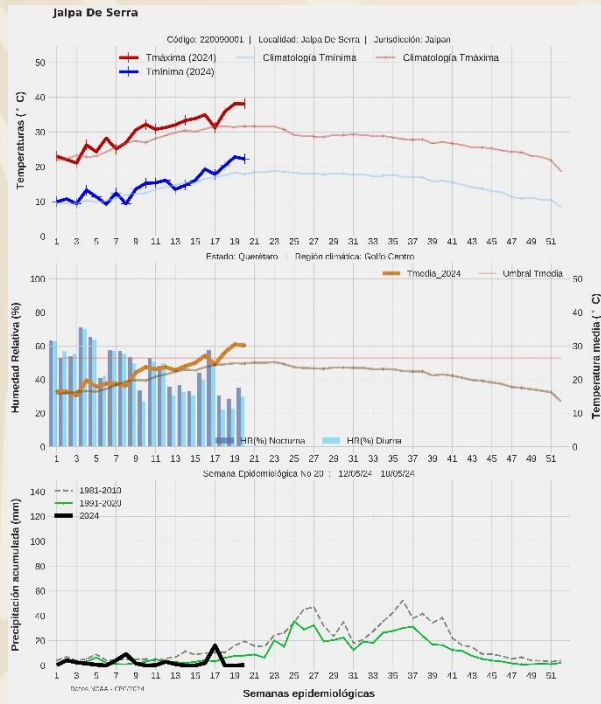 Jalpa De Serra
Código: 220090001 | Localidad: Jalpa De Serra | Jurisdicción: Jalpan
Tmáxima (2024)
Climatología Tmínima
Climatología Tmáxima
Tmínima (2024)
Temperaturas (° C)
50
40
30
20
10
0
1 3 5 7 9 11 13 15 17 19 21 23 25 27 29 31 33 35 37 39 41 43 45 47 49 51
Estado: Querétaro | Región climática: Golfo Centro
Tmedia_2024
Umbral Tmedia
Humedad Relativa (%)
100
80
60
40
20
0
Temperatura media (° C)
50
40
30
20
10
0
HR(%) Nocturna
HR(%) Diurna
1 3 5 7 9 11 13 15 17 19 21 23 25 27 29 31 33 35 37 39 41 43 45 47 49 51
Semana Epidemiológica No 20 : 12/05/24 18/05/24
1981-2010
1991-2020
2024
Precipitación acumulada (mm)
140
120
100
80
60
40
20
0
1 3 5 7 9 11 13 15 17 19 21 23 25 27 29 31 33 35 37 39 41 43 45 47 49 51
Datos: NOAA - CPC/2024
Semanas epidemiológicas